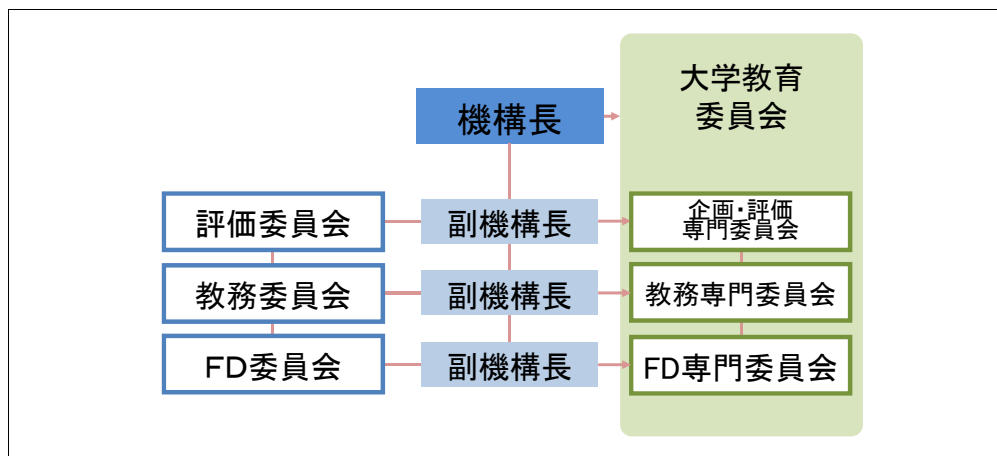 大学教育
委員会
機構長
評価委員会
副機構長
企画・評価
専門委員会
教務委員会
副機構長
教務専門委員会
FD委員会
副機構長
FD専門委員会